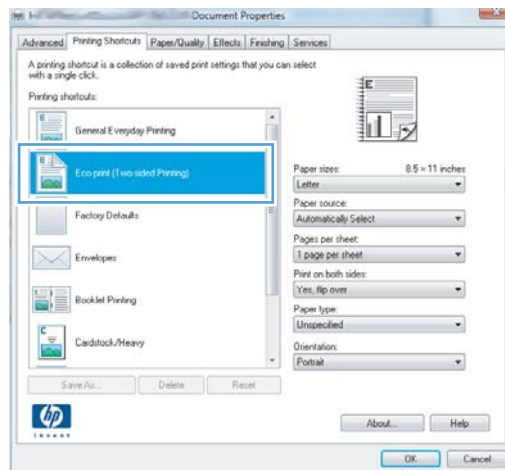 Document Properties
Advanced Printing Shortcuts Paper/Quality Effects Finishing Services
A printing shortcut is a collection of saved print settings that you can select
with a single click.
Printing shortcuts:
General Everyday Printing
Eco-print (Two-sided Printing)
Factory Defaults
Envelopes
Booklet Printing
Cardstock/Heavy
Save As... Delete Reset
Paper sizes: 8.5 × 11 inches
Letter
Paper source:
Automatically Select
Pages per sheet:
1 page per sheet
Print on both sides:
Yes, flip over
Paper type:
Unspecified
Orientation:
Portrait
hp
invent
About... Help
OK Cancel